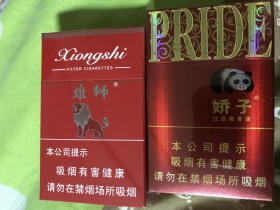 Xiongshi
FILTER CIGARETTES
雄狮
®
本公司提示
吸烟有害健康
请勿在禁烟场所吸烟
PRIDE
娇子
本公司提示
吸烟有害健康
请勿在禁烟场所吸烟